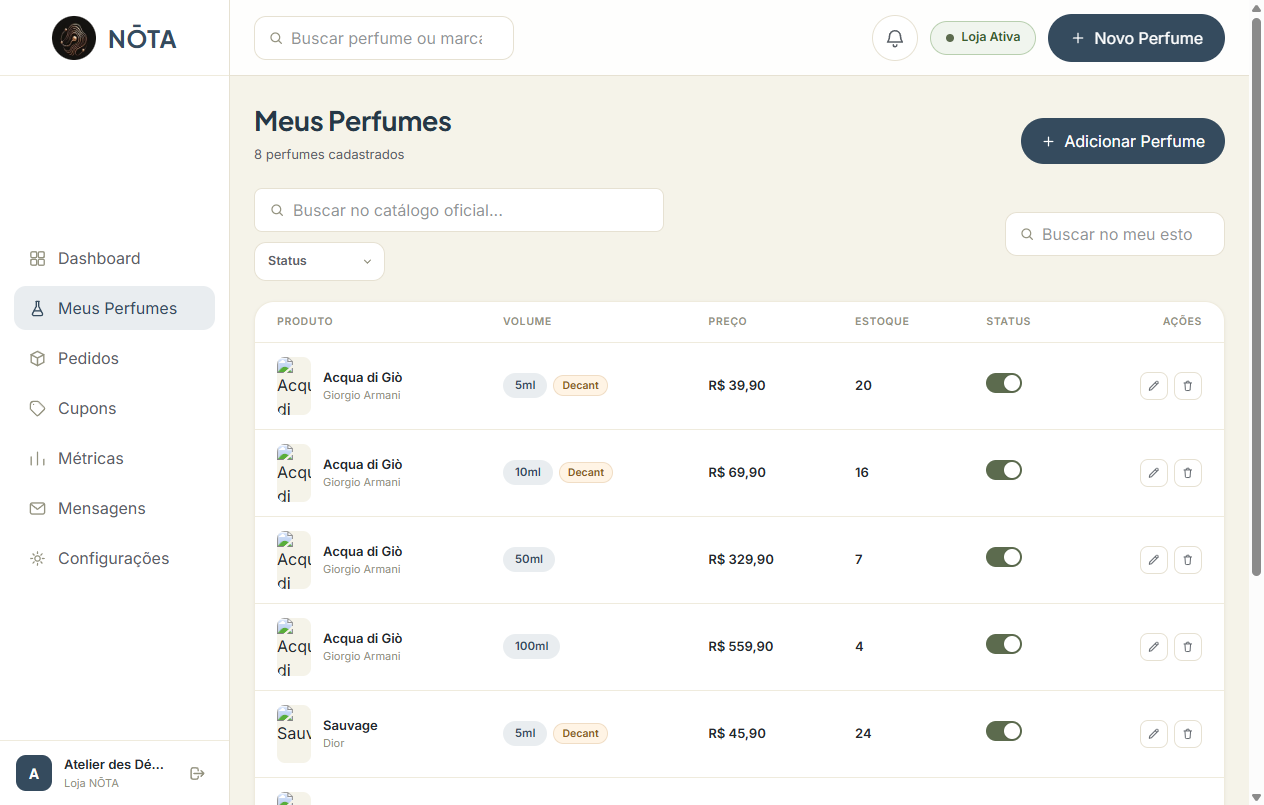 NŌTA
Buscar perfume ou marca
Loja Ativa
+ Novo Perfume
Dashboard
Meus Perfumes
Pedidos
Cupons
Métricas
Mensagens
Configurações
Atelier des Dé...
Loja NŌTA
A
Meus Perfumes
8 perfumes cadastrados
+ Adicionar Perfume
Buscar no catálogo oficial...
Status
Buscar no meu esto
PRODUTO VOLUME PREÇO ESTOQUE STATUS AÇÕES
Acqu
di
Acqua di Giò
Giorgio Armani
5ml Decant R$ 39,90 20
Acqu
di
Acqua di Giò
Giorgio Armani
10ml Decant R$ 69,90 16
Acqu
di
Acqua di Giò
Giorgio Armani
50ml R$ 329,90 7
Acqu
di
Acqua di Giò
Giorgio Armani
100ml R$ 559,90 4
Sauv
Sauvage
Dior
5ml Decant R$ 45,90 24